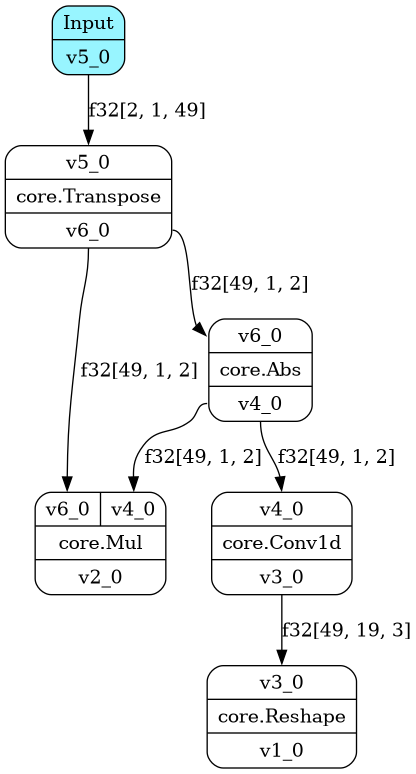 Input
v5_0
f32[2, 1, 49]
v5_0
core.Transpose
v6_0
f32[49, 1, 2]
v6_0
f32[49, 1, 2]
core.Abs
v4_0
f32[49, 1, 2]
f32[49, 1, 2]
v6_0
v4_0
core.Mul
v2_0
v4_0
core.Conv1d
v3_0
f32[49, 19, 3]
v3_0
core.Reshape
v1_0